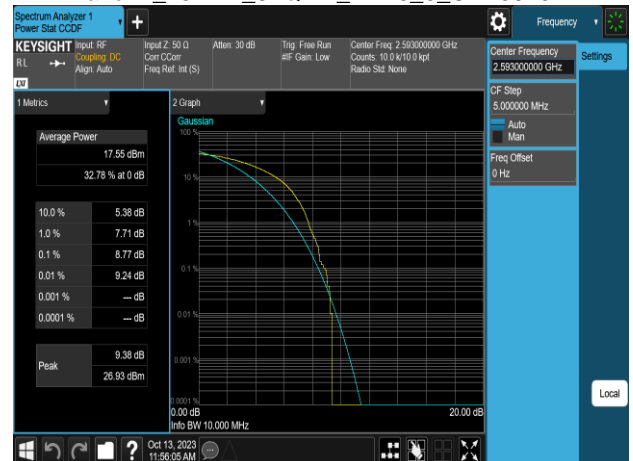 Spectrum Analyzer 1
Power Stat CCDF
Frequency
KEYSIGHT
RL
LXI
Input: RF
Coupling: DC
Align: Auto
Input Z: 50 Ω
Corr CCorr
Freq Ref: Int (S)
Atten: 30 dB
Trig: Free Run
#IF Gain: Low
Center Freq: 2.593000000 GHz
Counts: 10.0 k/10.0 kpt
Radio Std: None
Center Frequency
2.593000000 GHz
Settings
CF Step
5.000000 MHz
Auto
Man
Freq Offset
0 Hz
1 Metrics
Average Power
17.55 dBm
32.78 % at 0 dB
10.0 % 5.38 dB
1.0 % 7.71 dB
0.1 % 8.77 dB
0.01 % 9.24 dB
0.001 % --- dB
0.0001 % --- dB
Peak
9.38 dB
26.93 dBm
2 Graph
Gaussian
100 %
10 %
1 %
0.1 %
0.01 %
0.001 %
0.0001 %
0.00 dB 20.00 dB
Info BW 10.000 MHz
Local
?
Oct 13, 2023
11:56:05 AM